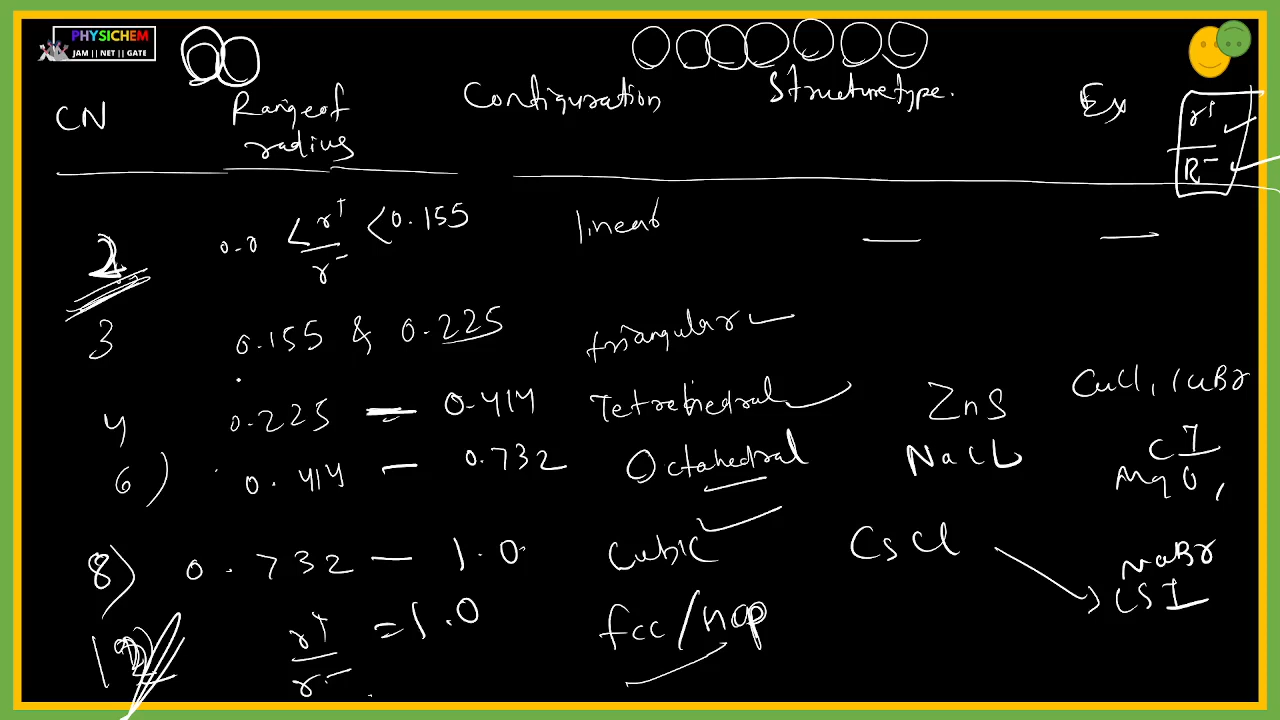 PHYSICHEM
JAM || NET || GATE
CN Range of radius Configuration Structure type. Ex r+ / R-
2 0.0 < r+ / r- < 0.155 linear — —
3 0.155 & 0.225 triangular
4 0.225 — 0.414 Tetrahedral ZnS CuCl, CuBr
CI
6) 0.414 — 0.732 Octahedral NaCl MgO,
NaBr
8) 0.732 — 1.0 Cubic CsCl CSI
12 r+ / r- = 1.0 fcc/hcp